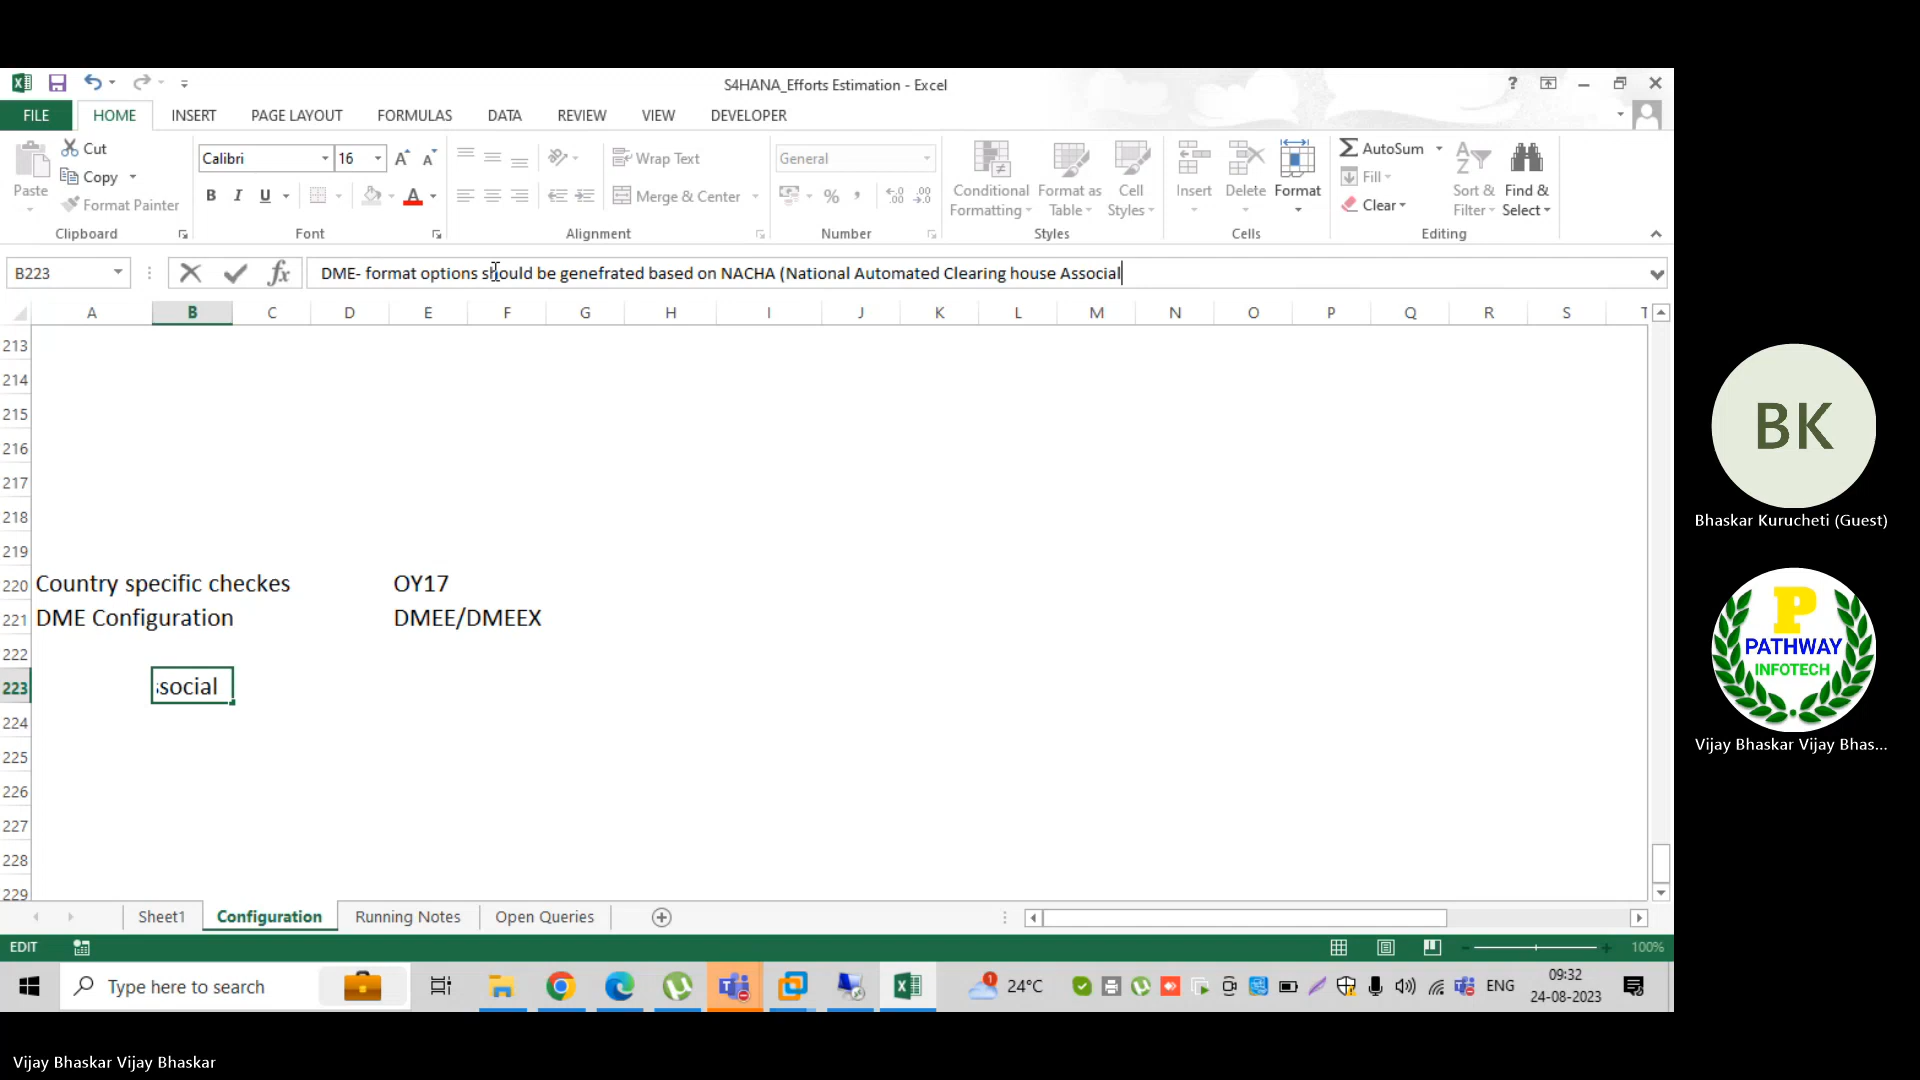 S4HANA_Efforts Estimation - Excel
?
FILE HOME INSERT PAGE LAYOUT FORMULAS DATA REVIEW VIEW DEVELOPER
Paste
Cut
Copy
Format Painter
Clipboard
Calibri 16
B I U
Font
Wrap Text
Merge & Center
Alignment
General
Number
Conditional Formatting
Format as Table
Cell Styles
Styles
Insert Delete Format
Cells
AutoSum
Fill
Clear
Sort & Filter
Find & Select
Editing
B223
fx
DME- format options should be genefrated based on NACHA (National Automated Clearing house Associal
A B C D E F G H I J K L M N O P Q R S T
213
214
215
216
217
218
219
220 Country specific checkes OY17
221 DME Configuration DMEE/DMEEX
222
223 social
224
225
226
227
228
229
Sheet1 Configuration Running Notes Open Queries
EDIT
100%
Type here to search
24°C
ENG
09:32
24-08-2023
BK
Bhaskar Kurucheti (Guest)
P
PATHWAY
INFOTECH
Vijay Bhaskar Vijay Bhas...
Vijay Bhaskar Vijay Bhaskar